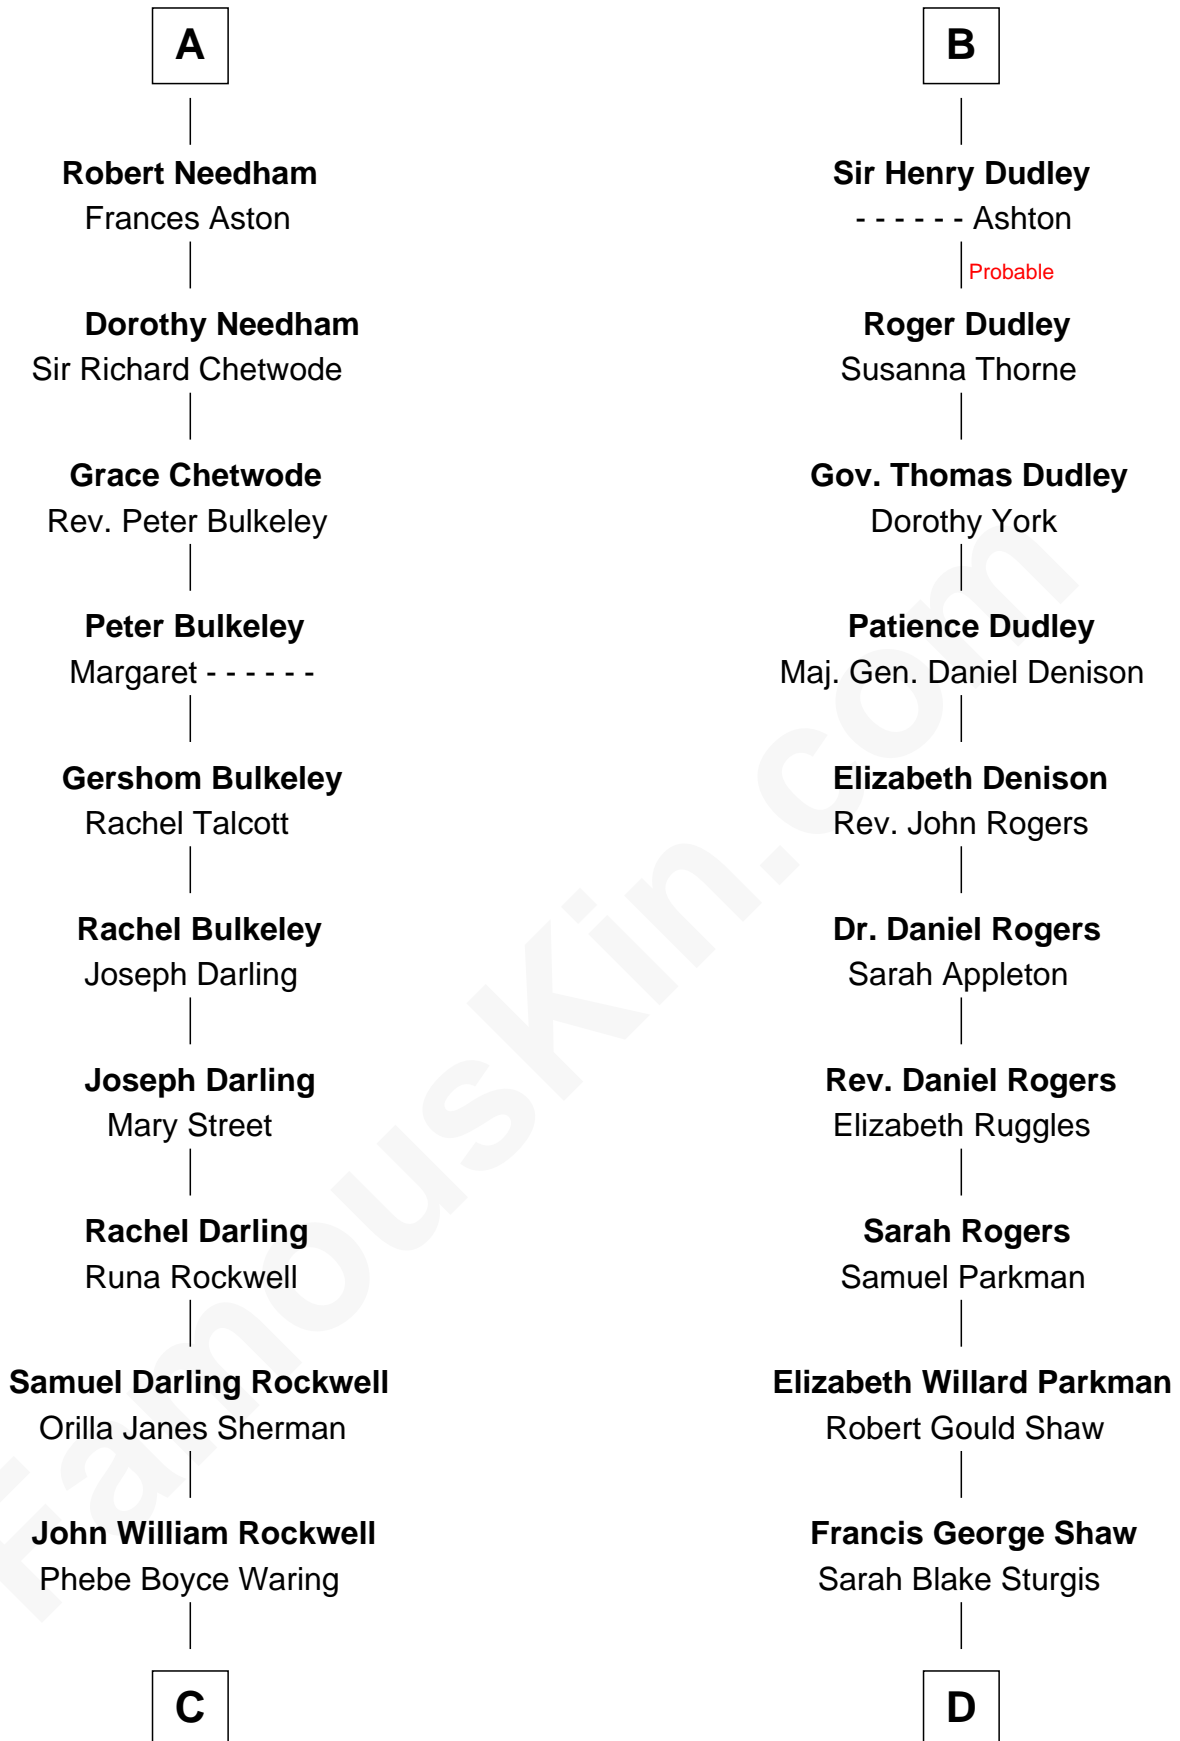 A
Robert Needham
Frances Aston
Dorothy Needham
Sir Richard Chetwode
Grace Chetwode
Rev. Peter Bulkeley
Peter Bulkeley
Margaret - - - - - -
Gershom Bulkeley
Rachel Talcott
Rachel Bulkeley
Joseph Darling
Joseph Darling
Mary Street
Rachel Darling
Runa Rockwell
Samuel Darling Rockwell
Orilla Janes Sherman
John William Rockwell
Phebe Boyce Waring
C
B
Sir Henry Dudley
- - - - - - Ashton
Probable
Roger Dudley
Susanna Thorne
Gov. Thomas Dudley
Dorothy York
Patience Dudley
Maj. Gen. Daniel Denison
Elizabeth Denison
Rev. John Rogers
Dr. Daniel Rogers
Sarah Appleton
Rev. Daniel Rogers
Elizabeth Ruggles
Sarah Rogers
Samuel Parkman
Elizabeth Willard Parkman
Robert Gould Shaw
Francis George Shaw
Sarah Blake Sturgis
D
FamousKin.com